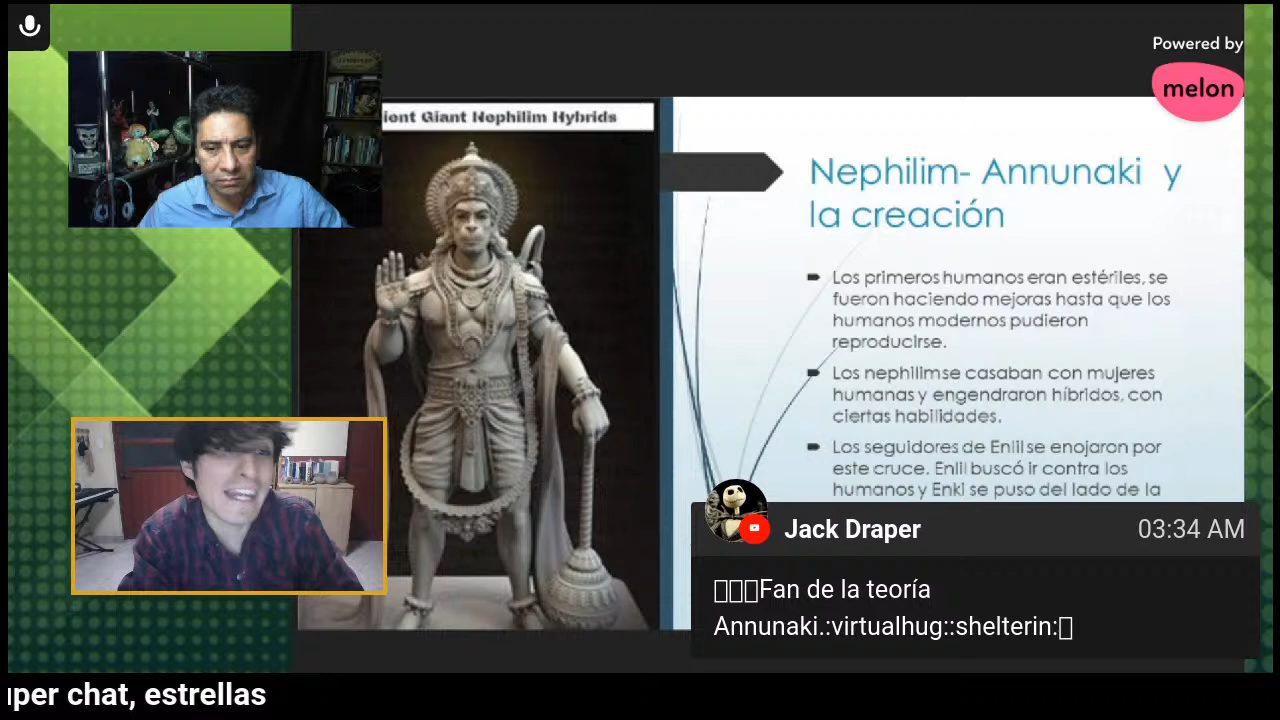 Powered by
melon
ient Giant Nephilim Hybrids
Nephilim- Annunaki y
la creación
Los primeros humanos eran estériles, se
fueron haciendo mejoras hasta que los
humanos modernos pudieron
reproducirse.
Los nephilim se casaban con mujeres
humanas y engendraron híbridos, con
ciertas habilidades.
Los seguidores de Enlil se enojaron por
este cruce. Enlil buscó ir contra los
humanos y Enki se puso del lado de la
Jack Draper
03:34 AM
Fan de la teoría
Annunaki.:virtualhug::shelterin:
uper chat, estrellas